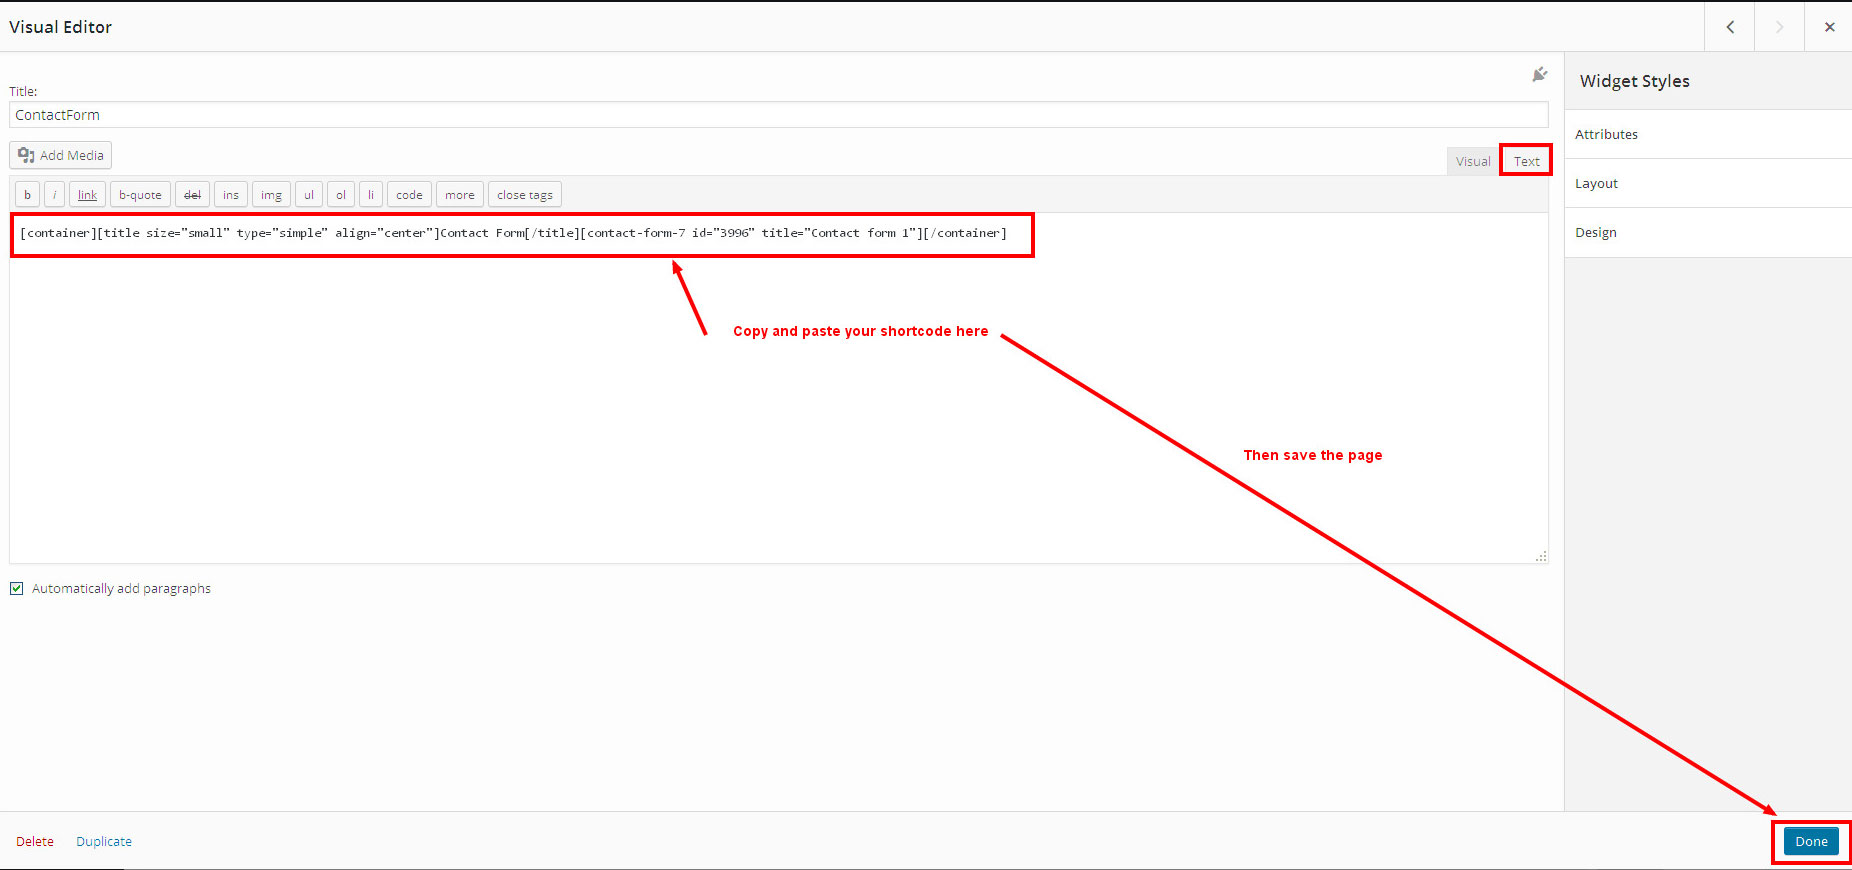 Visual Editor
Title:
ContactForm
Add Media
Visual Text
b i link b-quote del ins img ul ol li code more close tags
[container][title size="small" type="simple" align="center"]Contact Form[/title][contact-form-7 id="3996" title="Contact form 1"][/container]
Copy and paste your shortcode here
Then save the page
Automatically add paragraphs
Widget Styles
Attributes
Layout
Design
Delete Duplicate
Done